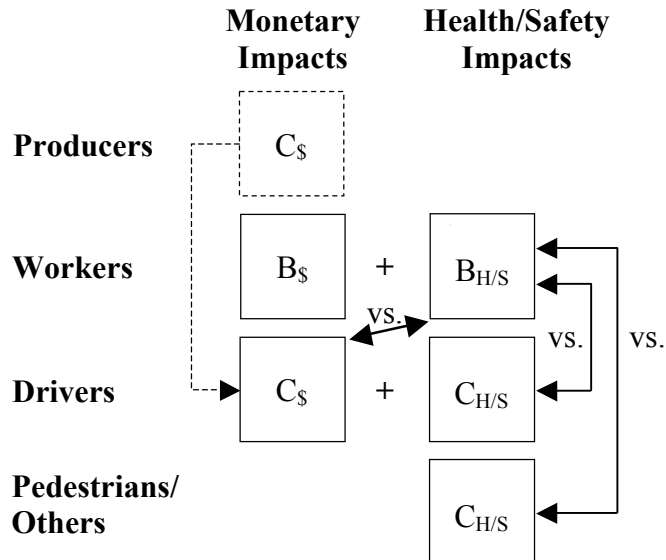 Monetary Impacts
Health/Safety Impacts
Producers
C$
Workers
B$
+
BH/S
vs.
vs.
vs.
Drivers
C$
+
CH/S
Pedestrians/
Others
CH/S